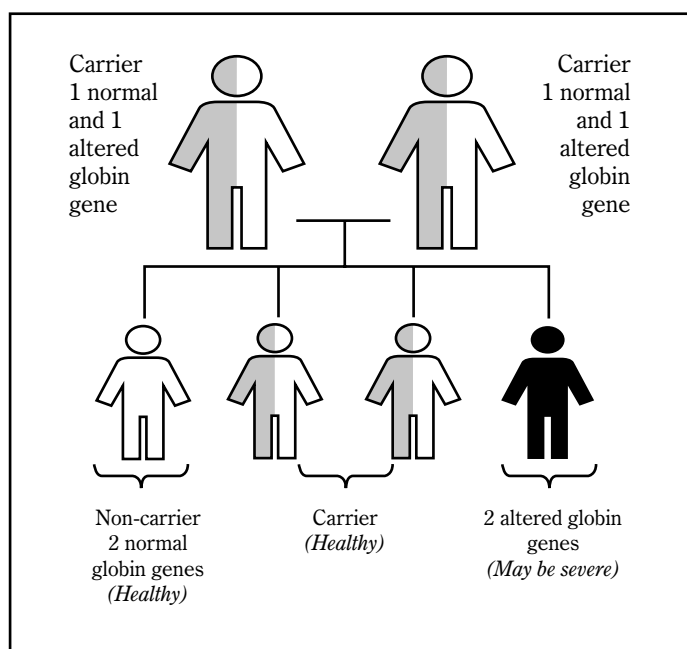 Carrier
1 normal
and 1
altered
globin
gene
Carrier
1 normal
and 1
altered
globin
gene
Non-carrier
2 normal
globin genes
(Healthy)
Carrier
(Healthy)
2 altered globin
genes
(May be severe)